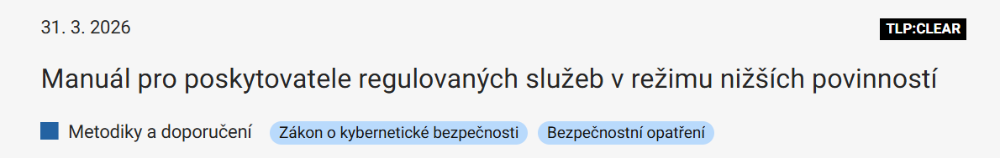 31. 3. 2026
TLP:CLEAR
Manuál pro poskytovatele regulovaných služeb v režimu nižších povinností
Metodiky a doporučení
Zákon o kybernetické bezpečnosti
Bezpečnostní opatření